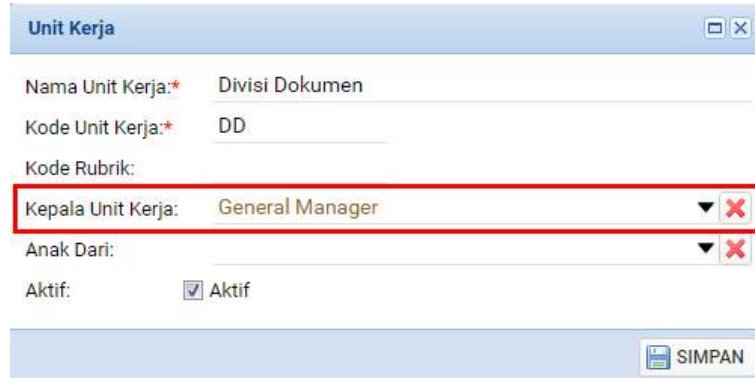 Unit Kerja
Nama Unit Kerja:* Divisi Dokumen
Kode Unit Kerja:* DD
Kode Rubrik:
Kepala Unit Kerja: General Manager
Anak Dari:
Aktif: Aktif
SIMPAN